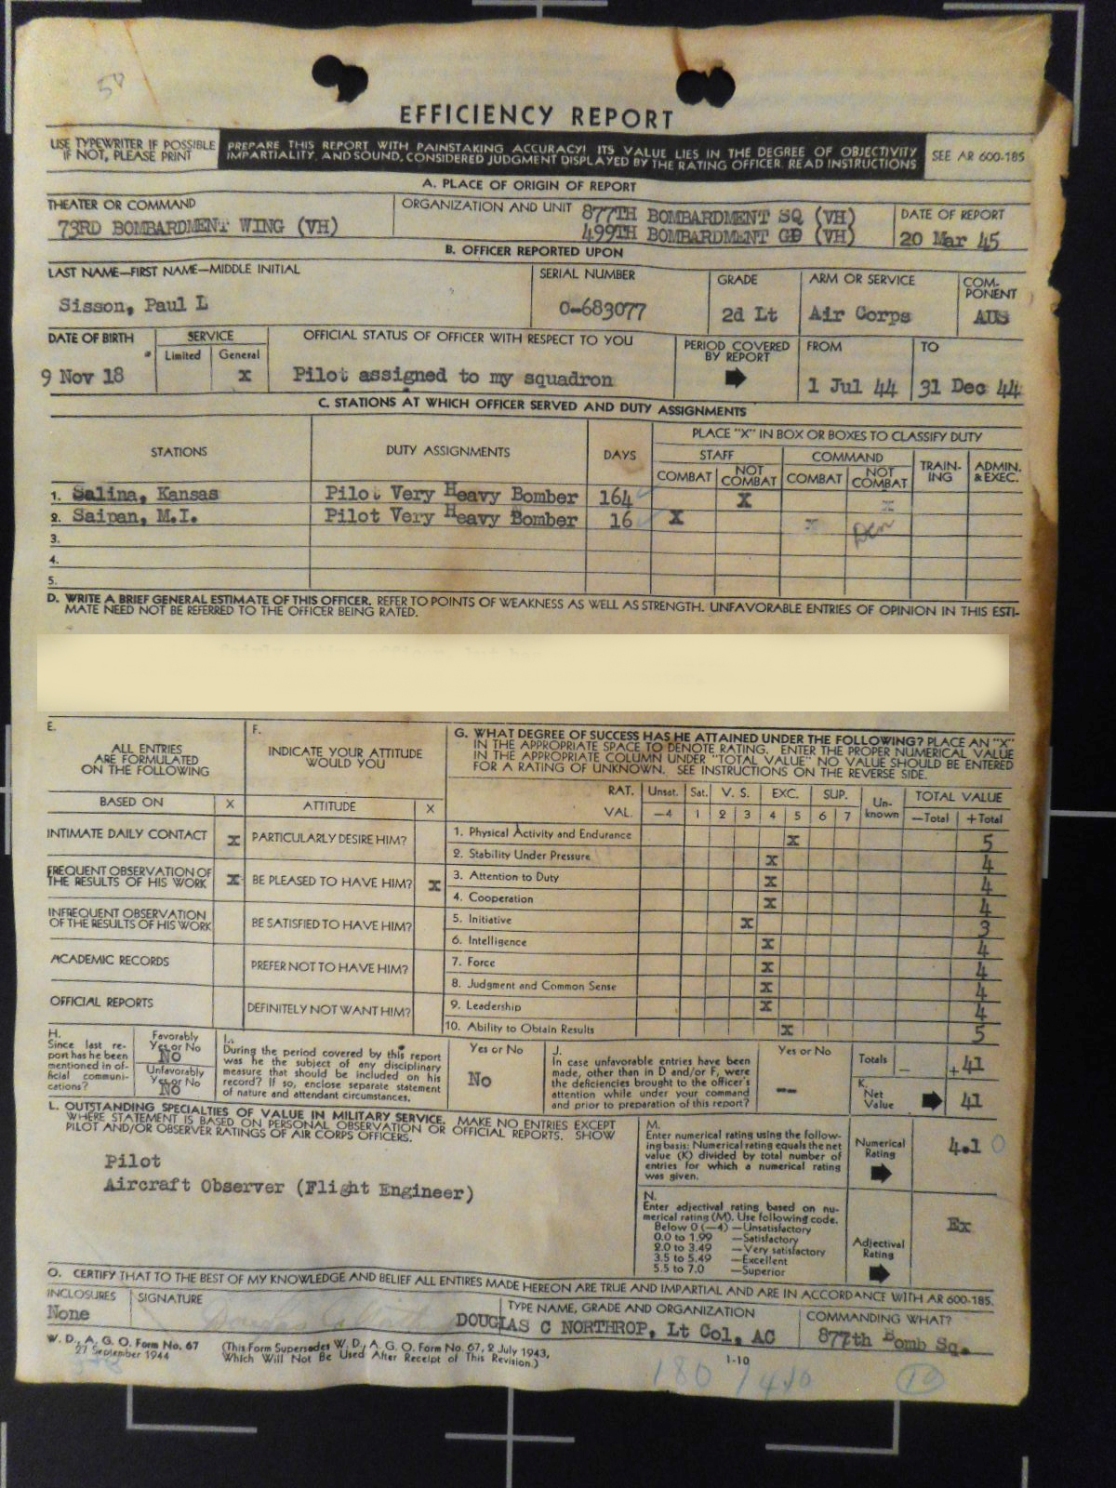 50
EFFICIENCY REPORT
USE TYPEWRITER IF POSSIBLE
IF NOT, PLEASE PRINT
PREPARE THIS REPORT WITH PAINSTAKING ACCURACY! ITS VALUE LIES IN THE DEGREE OF OBJECTIVITY
IMPARTIALITY, AND SOUND, CONSIDERED JUDGMENT DISPLAYED BY THE RATING OFFICER. READ INSTRUCTIONS
SEE AR 600-185
A. PLACE OF ORIGIN OF REPORT
THEATER OR COMMAND
73RD BOMBARDMENT WING (VH)
ORGANIZATION AND UNIT
877TH BOMBARDMENT SQ (VH)
499TH BOMBARDMENT GP (VH)
DATE OF REPORT
20 Mar 45
B. OFFICER REPORTED UPON
LAST NAME—FIRST NAME—MIDDLE INITIAL
Sisson, Paul L
SERIAL NUMBER
O-683077
GRADE
2d Lt
ARM OR SERVICE
Air Corps
COM-
PONENT
AUS
DATE OF BIRTH
9 Nov 18
SERVICE
Limited General
x
OFFICIAL STATUS OF OFFICER WITH RESPECT TO YOU
Pilot assigned to my squadron
PERIOD COVERED
BY REPORT
FROM
1 Jul 44
TO
31 Dec 44
C. STATIONS AT WHICH OFFICER SERVED AND DUTY ASSIGNMENTS
STATIONS
DUTY ASSIGNMENTS
DAYS
PLACE "X" IN BOX OR BOXES TO CLASSIFY DUTY
STAFF COMMAND
COMBAT NOT COMBAT COMBAT NOT COMBAT
TRAIN-
ING
ADMIN.
& EXEC.
1. Salina, Kansas Pilot Very Heavy Bomber 164 X x
2. Saipan, M.I. Pilot Very Heavy Bomber 16 X x
3.
4.
5.
D. WRITE A BRIEF GENERAL ESTIMATE OF THIS OFFICER. REFER TO POINTS OF WEAKNESS AS WELL AS STRENGTH. UNFAVORABLE ENTRIES OF OPINION IN THIS ESTI-
MATE NEED NOT BE REFERRED TO THE OFFICER BEING RATED.
E.
ALL ENTRIES
ARE FORMULATED
ON THE FOLLOWING
BASED ON X
INTIMATE DAILY CONTACT X
FREQUENT OBSERVATION OF
THE RESULTS OF HIS WORK X
INFREQUENT OBSERVATION
OF THE RESULTS OF HIS WORK
ACADEMIC RECORDS
OFFICIAL REPORTS
F.
INDICATE YOUR ATTITUDE
WOULD YOU
ATTITUDE X
PARTICULARLY DESIRE HIM?
BE PLEASED TO HAVE HIM? X
BE SATISFIED TO HAVE HIM?
PREFER NOT TO HAVE HIM?
DEFINITELY NOT WANT HIM?
G. WHAT DEGREE OF SUCCESS HAS HE ATTAINED UNDER THE FOLLOWING? PLACE AN "X"
IN THE APPROPRIATE SPACE TO DENOTE RATING. ENTER THE PROPER NUMERICAL VALUE
IN THE APPROPRIATE COLUMN UNDER "TOTAL VALUE" NO VALUE SHOULD BE ENTERED
FOR A RATING OF UNKNOWN. SEE INSTRUCTIONS ON THE REVERSE SIDE.
RAT. Unsat. Sat. V. S. EXC. SUP. Un-
known TOTAL VALUE
VAL. —4 1 2 3 4 5 6 7 —Total +Total
1. Physical Activity and Endurance X 5
2. Stability Under Pressure X 4
3. Attention to Duty X 4
4. Cooperation X 4
5. Initiative X 3
6. Intelligence X 4
7. Force X 4
8. Judgment and Common Sense X 4
9. Leadership X 4
10. Ability to Obtain Results X 5
H.
Since last re-
port has he been
mentioned in of-
ficial communi-
cations?
Favorably
Yes or No
NO
Unfavorably
Yes or No
NO
I.
During the period covered by this report
was he the subject of any disciplinary
measure that should be included on his
record? If so, enclose separate statement
of nature and attendant circumstances.
Yes or No
No
J.
In case unfavorable entries have been
made, other than in D and/or F, were
the deficiencies brought to the officer's
attention while under your command
and prior to preparation of this report?
Yes or No
--
Totals — +41
K.
Net
Value
41
L. OUTSTANDING SPECIALTIES OF VALUE IN MILITARY SERVICE. MAKE NO ENTRIES EXCEPT
WHERE STATEMENT IS BASED ON PERSONAL OBSERVATION OR OFFICIAL REPORTS. SHOW
PILOT AND/OR OBSERVER RATINGS OF AIR CORPS OFFICERS.
Pilot
Aircraft Observer (Flight Engineer)
M.
Enter numerical rating using the follow-
ing basis: Numerical rating equals the net
value (K) divided by total number of
entries for which a numerical rating
was given.
Numerical
Rating
4.10
N.
Enter adjectival rating based on nu-
merical rating (M). Use following code.
Below 0 (—4) —Unsatisfactory
0.0 to 1.99 —Satisfactory
2.0 to 3.49 —Very satisfactory
3.5 to 5.49 —Excellent
5.5 to 7.0 —Superior
Adjectival
Rating
Ex
O. CERTIFY THAT TO THE BEST OF MY KNOWLEDGE AND BELIEF ALL ENTIRES MADE HEREON ARE TRUE AND IMPARTIAL AND ARE IN ACCORDANCE WITH AR 600-185.
INCLOSURES
None
SIGNATURE
TYPE NAME, GRADE AND ORGANIZATION
DOUGLAS C NORTHROP, Lt Col, AC
COMMANDING WHAT?
877th Bomb Sq.
W. D., A. G. O. Form No. 67
27 September 1944
(This Form Supersedes W. D., A. G. O. Form No. 67, 2 July 1943,
Which Will Not Be Used After Receipt of This Revision.)
1-10
180 / 4.10